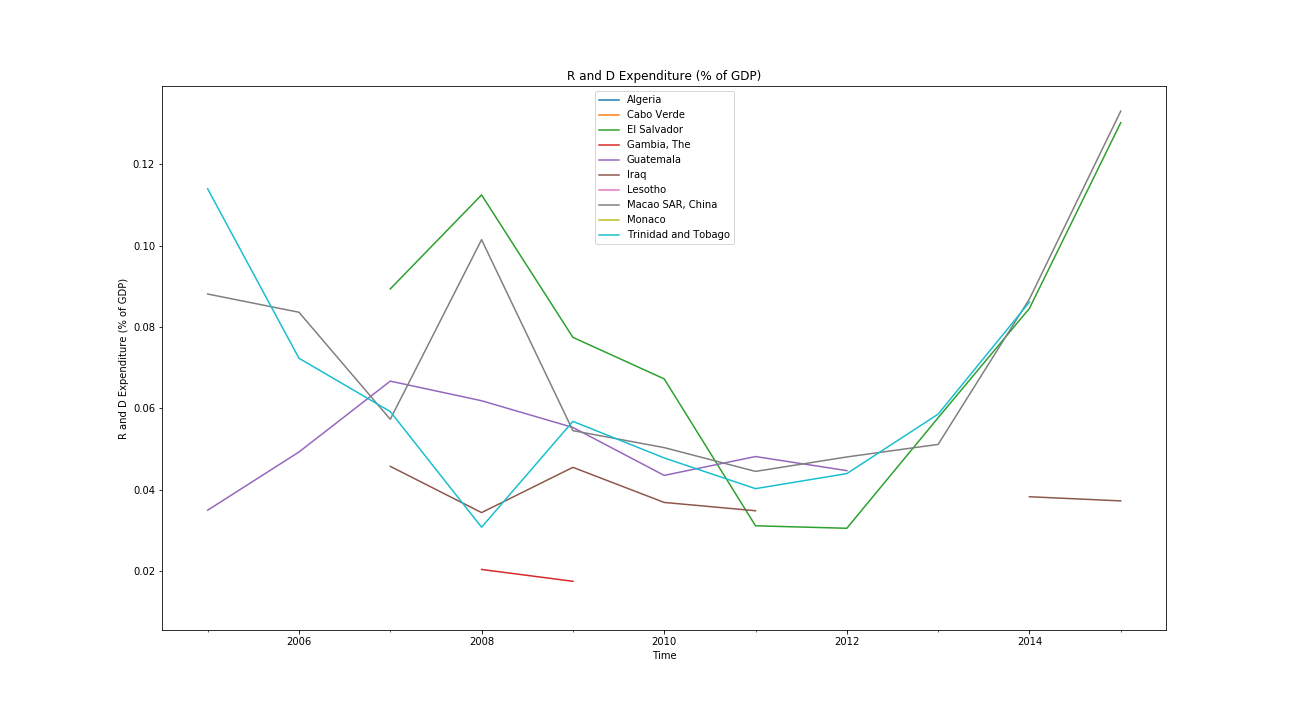 R and D Expenditure (% of GDP)
Algeria
Cabo Verde
El Salvador
Gambia, The
Guatemala
Iraq
Lesotho
Macao SAR, China
Monaco
Trinidad and Tobago
R and D Expenditure (% of GDP)
0.12
0.10
0.08
0.06
0.04
0.02
2006
2008
2010
2012
2014
Time